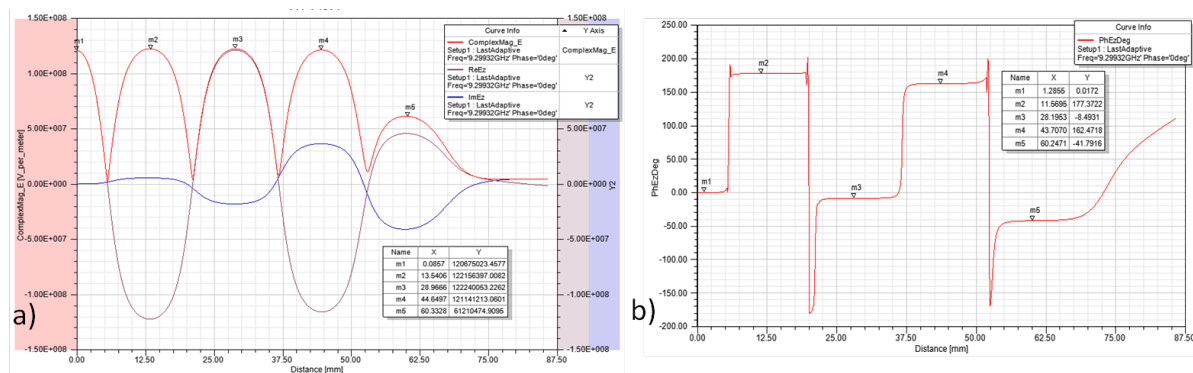 1.50E+008
1.00E+008
5.00E+007
0.00E+000
-5.00E+007
-1.00E+008
-1.50E+008
ComplexMag_E [V_per_meter]
m1
m2
m3
m4
m5
Curve Info
Y Axis
ComplexMag_E
Setup1 : LastAdaptive
Freq='9.29932GHz' Phase='0deg'
ComplexMag_E
ReEz
Setup1 : LastAdaptive
Freq='9.29932GHz' Phase='0deg'
Y2
ImEz
Setup1 : LastAdaptive
Freq='9.29932GHz' Phase='0deg'
Y2
Name X Y
m1 0.0857 120675023.4577
m2 13.5406 122156397.0082
m3 28.9666 122240053.2262
m4 44.6497 121141213.0601
m5 60.3328 61210474.9095
1.50E+008
1.00E+008
5.00E+007
0.00E+000
-5.00E+007
-1.00E+008
-1.50E+008
Y2
0.00 12.50 25.00 37.50 50.00 62.50 75.00 87.50
Distance [mm]
a)
250.00
200.00
150.00
100.00
50.00
0.00
-50.00
-100.00
-150.00
-200.00
PhEzDeg
m1
m2
m3
m4
m5
Curve Info
PhEzDeg
Setup1 : LastAdaptive
Freq='9.29932GHz' Phase='0deg'
Name X Y
m1 1.2855 0.0172
m2 11.5695 177.3722
m3 28.1953 -8.4931
m4 43.7070 162.4718
m5 60.2471 -41.7916
0.00 12.50 25.00 37.50 50.00 62.50 75.00 87.50
Distance [mm]
b)